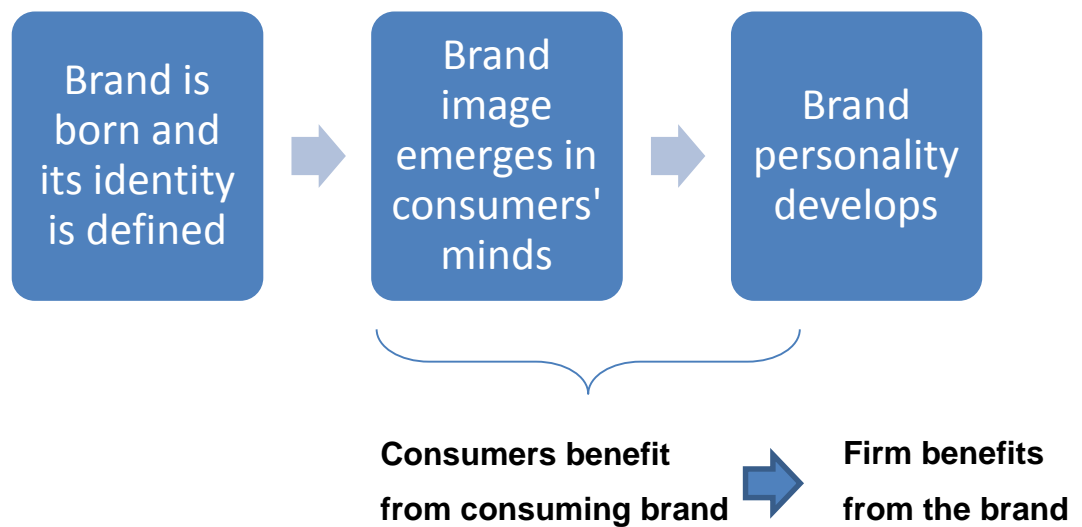 Brand is
born and
its identity
is defined
Brand
image
emerges in
consumers'
minds
Brand
personality
develops
Consumers benefit
from consuming brand
Firm benefits
from the brand